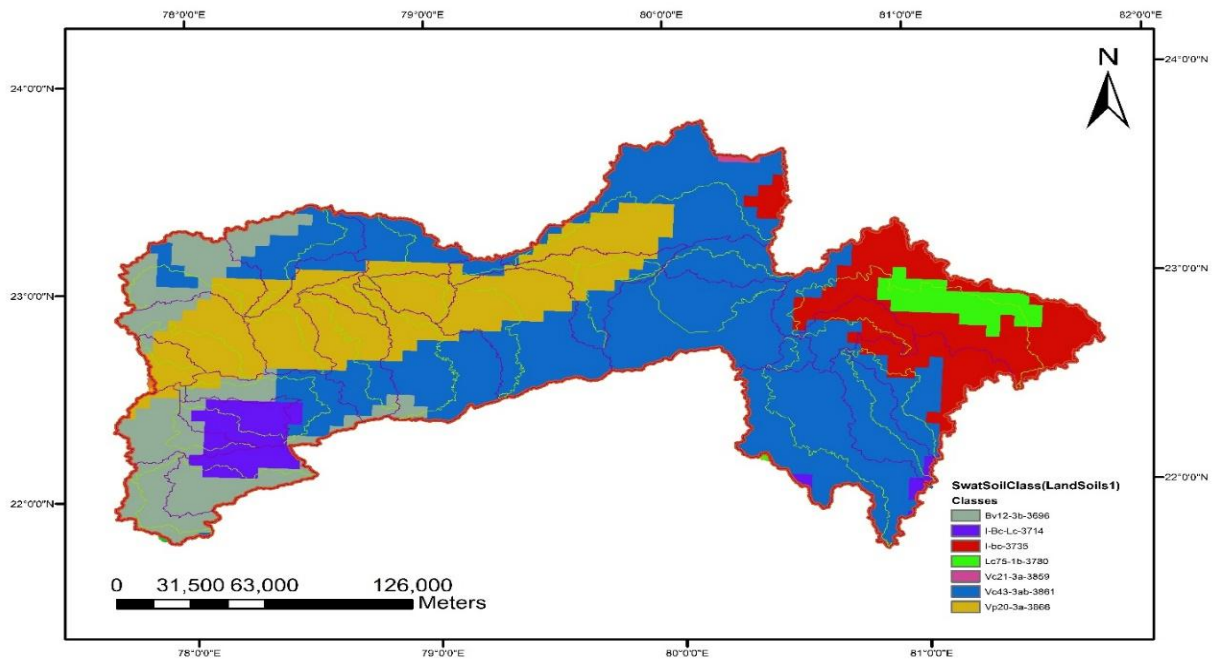 78°0'0"E 79°0'0"E 80°0'0"E 81°0'0"E 82°0'0"E
N
24°0'0"N 24°0'0"N
23°0'0"N 23°0'0"N
22°0'0"N 22°0'0"N
SwatSoilClass(LandSoils1)
Classes
Bv12-3b-3696
I-Bc-Lc-3714
I-bc-3735
Lc75-1b-3780
Vc21-3a-3859
Vc43-3ab-3861
Vp20-3a-3866
0 31,500 63,000 126,000
Meters
78°0'0"E 79°0'0"E 80°0'0"E 81°0'0"E